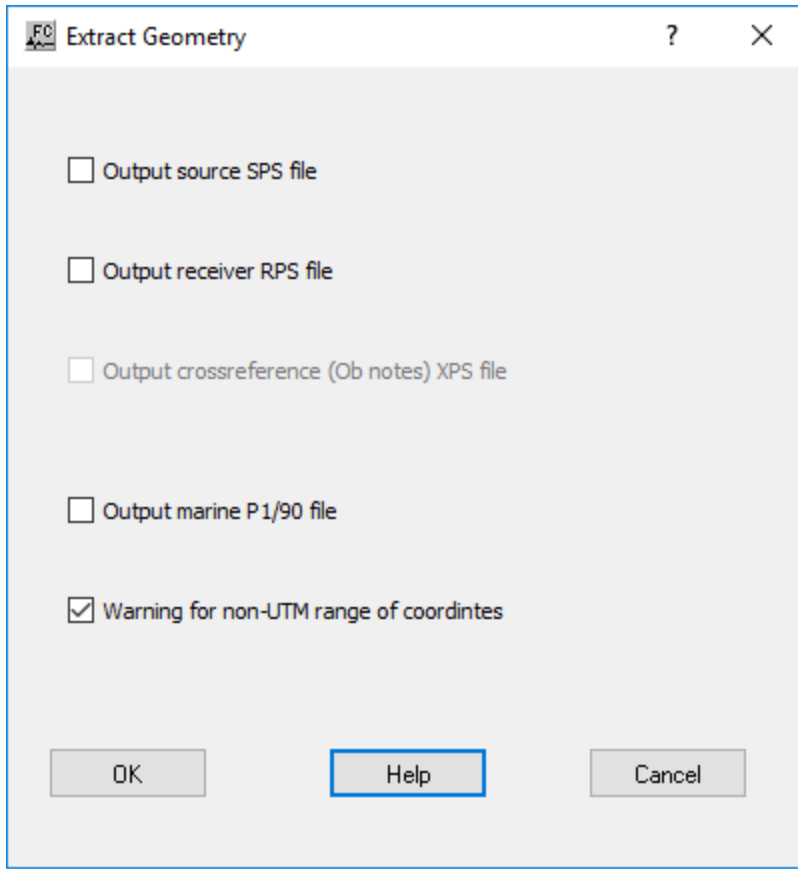 FC Extract Geometry ?
Output source SPS file
Output receiver RPS file
Output crossreference (Ob notes) XPS file
Output marine P1/90 file
Warning for non-UTM range of coordintes
OK Help Cancel